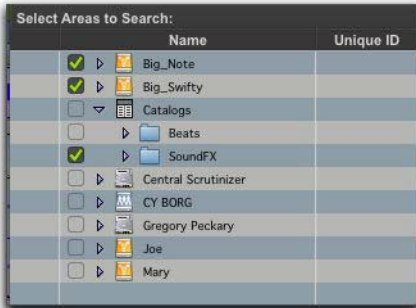 Select Areas to Search:
Name Unique ID
Big_Note
Big_Swifty
Catalogs
Beats
SoundFX
Central Scrutinizer
CY BORG
Gregory Peckary
Joe
Mary